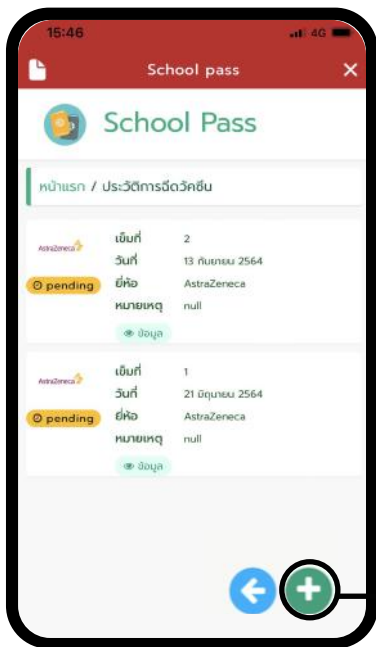 15:46 4G
School pass ×
School Pass
หน้าแรก / ประวัติการฉีดวัคซีน
AstraZeneca
เข็มที่ 2
วันที่ 13 กันยายน 2564
pending ยี่ห้อ AstraZeneca
หมายเหตุ null
ข้อมูล
AstraZeneca
เข็มที่ 1
วันที่ 21 มิถุนายน 2564
pending ยี่ห้อ AstraZeneca
หมายเหตุ null
ข้อมูล